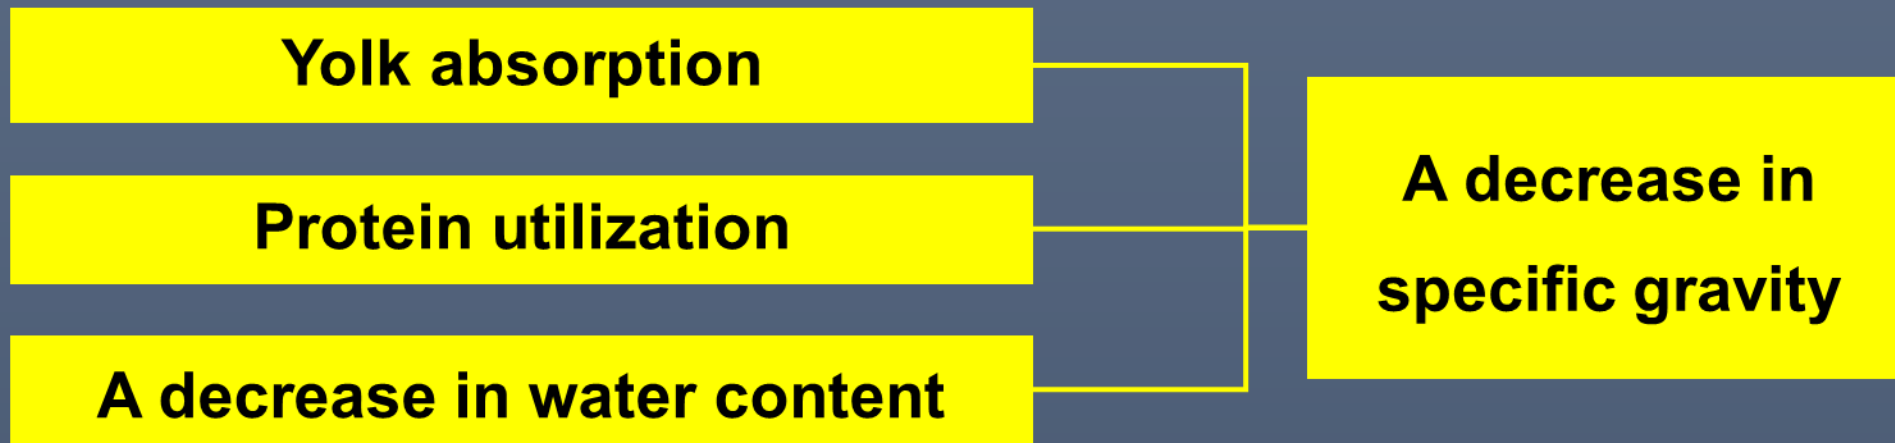 Yolk absorption
Protein utilization
A decrease in water content
A decrease in
specific gravity